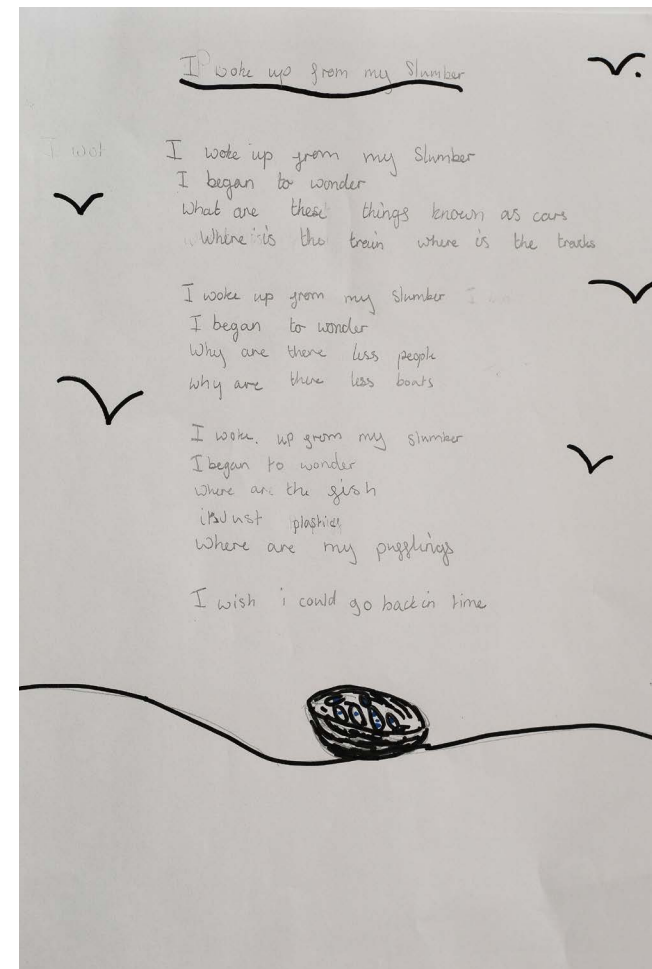 I woke up from my Slumber
I wok
I woke up from my Slumber
I began to wonder
What are these things known as cars
Where is the train where is the tracks
I woke up from my slumber
I began to wonder
Why are there less people
why are there less boats
I woke. up from my slumber
I began to wonder
where are the fish
its Just plastic
Where are my pufflings
I wish i could go back in time